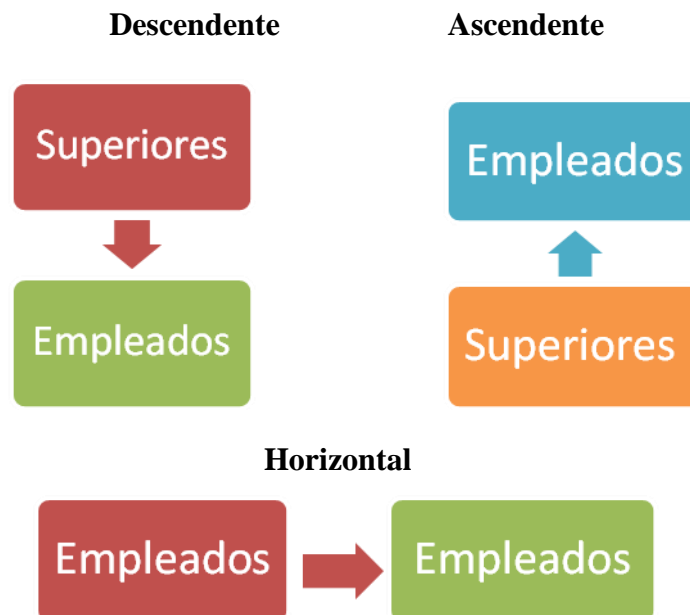 Descendente
Ascendente
Superiores
Empleados
Empleados
Superiores
Horizontal
Empleados
Empleados